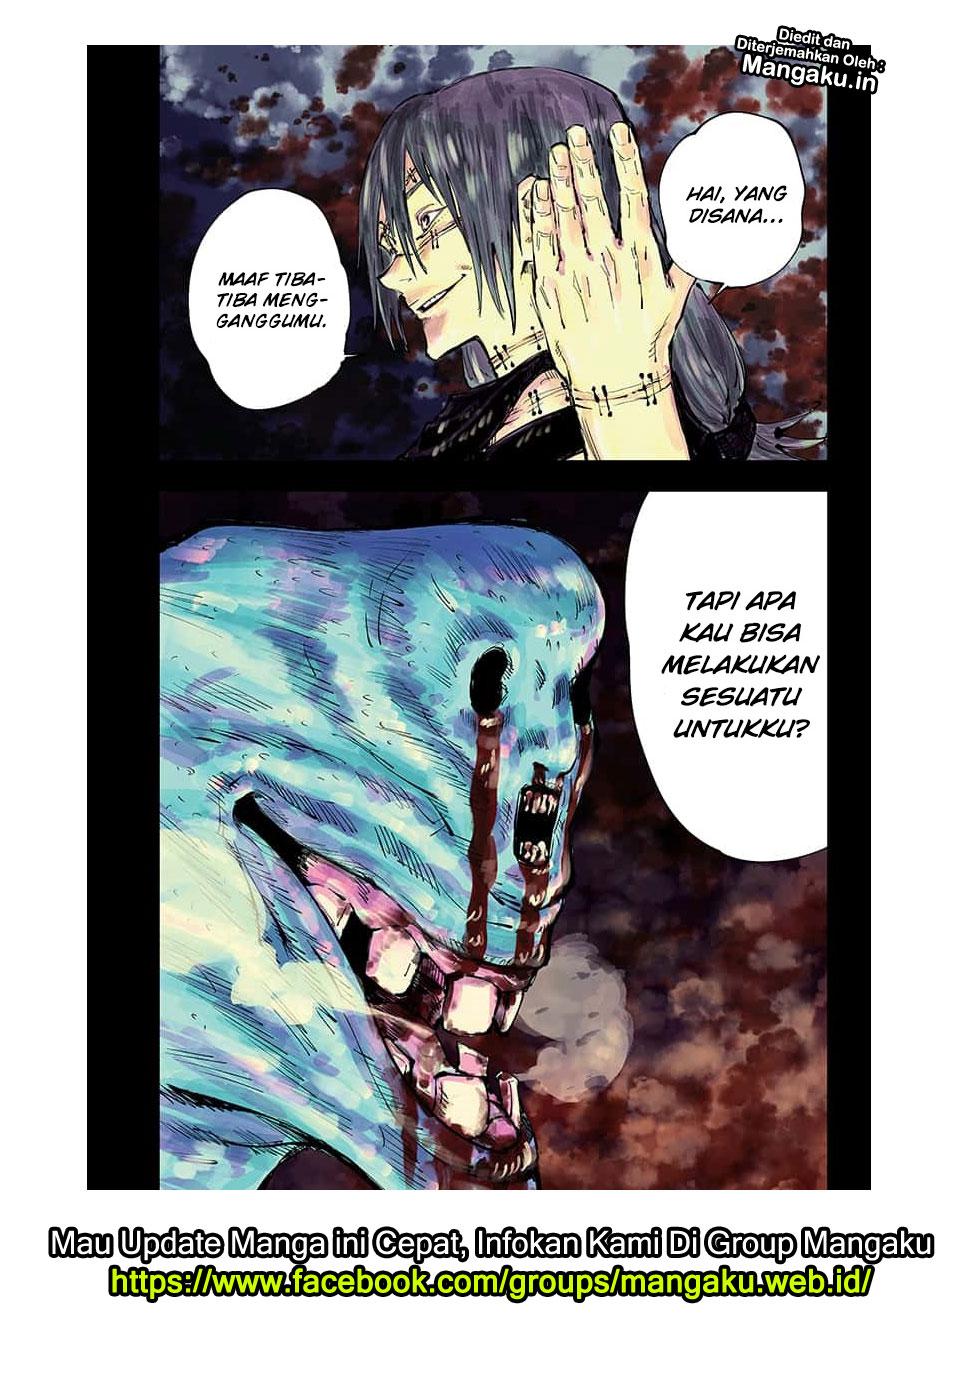 Diedit dan
Diterjemahkan Oleh :
Mangaku.in
HAI, YANG
DISANA...
MAAF TIBA-
TIBA MENG-
GANGGUMU.
TAPI APA
KAU BISA
MELAKUKAN
SESUATU
UNTUKKU?
Mau Update Manga ini Cepat, Infokan Kami Di Group Mangaku
https://www.facebook.com/groups/mangaku.web.id/